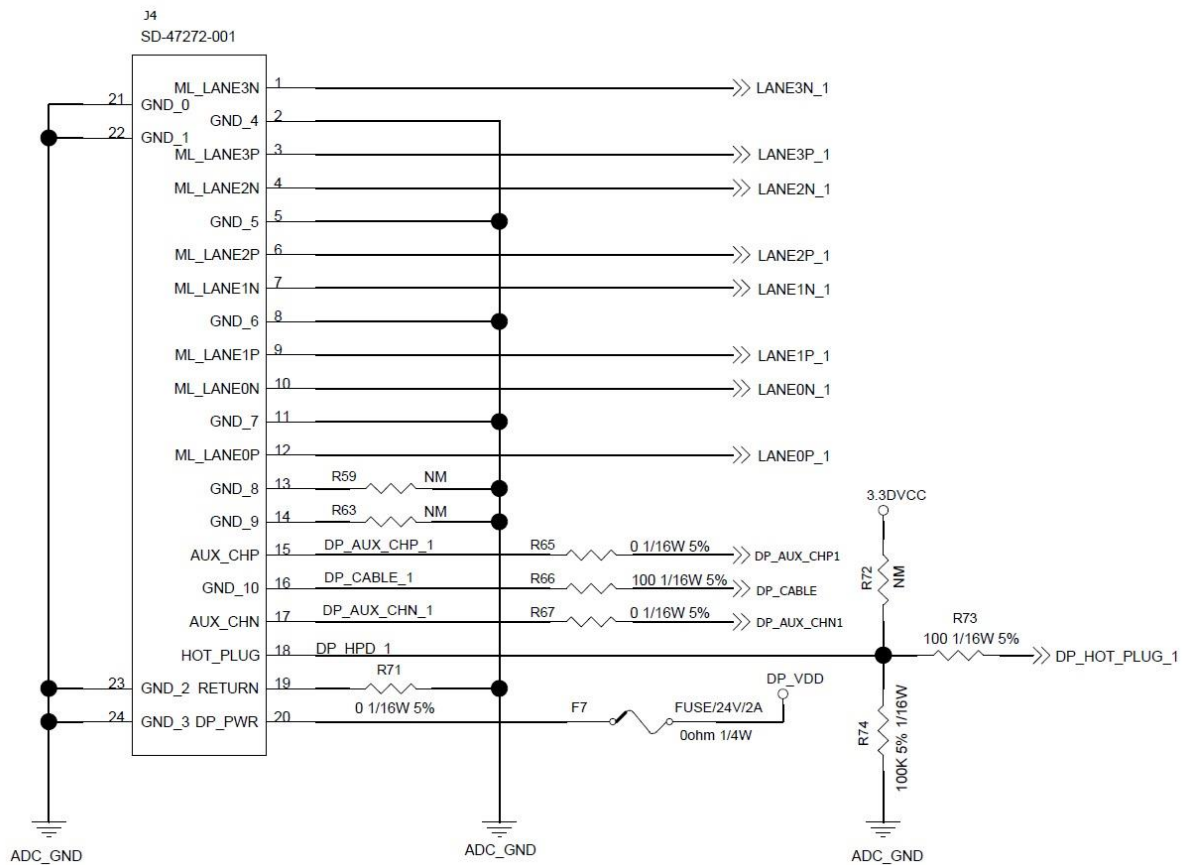 J4
SD-47272-001
ML_LANE3N 1 LANE3N_1
21 GND_0
GND_4 2
22 GND_1
ML_LANE3P 3 LANE3P_1
ML_LANE2N 4 LANE2N_1
GND_5 5
ML_LANE2P 6 LANE2P_1
ML_LANE1N 7 LANE1N_1
GND_6 8
ML_LANE1P 9 LANE1P_1
ML_LANE0N 10 LANE0N_1
GND_7 11
ML_LANE0P 12 LANE0P_1
GND_8 13 R59 NM
3.3DVCC
GND_9 14 R63 NM
AUX_CHP 15 DP_AUX_CHP_1 R65 0 1/16W 5% DP_AUX_CHP1
R72 NM
GND_10 16 DP_CABLE_1 R66 100 1/16W 5% DP_CABLE
AUX_CHN 17 DP_AUX_CHN_1 R67 0 1/16W 5% DP_AUX_CHN1
R73
100 1/16W 5%
HOT_PLUG 18 DP_HPD_1 DP_HOT_PLUG_1
R71
DP_VDD
23 GND_2 RETURN 19
0 1/16W 5%
F7 FUSE/24V/2A
24 GND_3 DP_PWR 20
0ohm 1/4W
R74
100K 5% 1/16W
ADC_GND
ADC_GND
ADC_GND